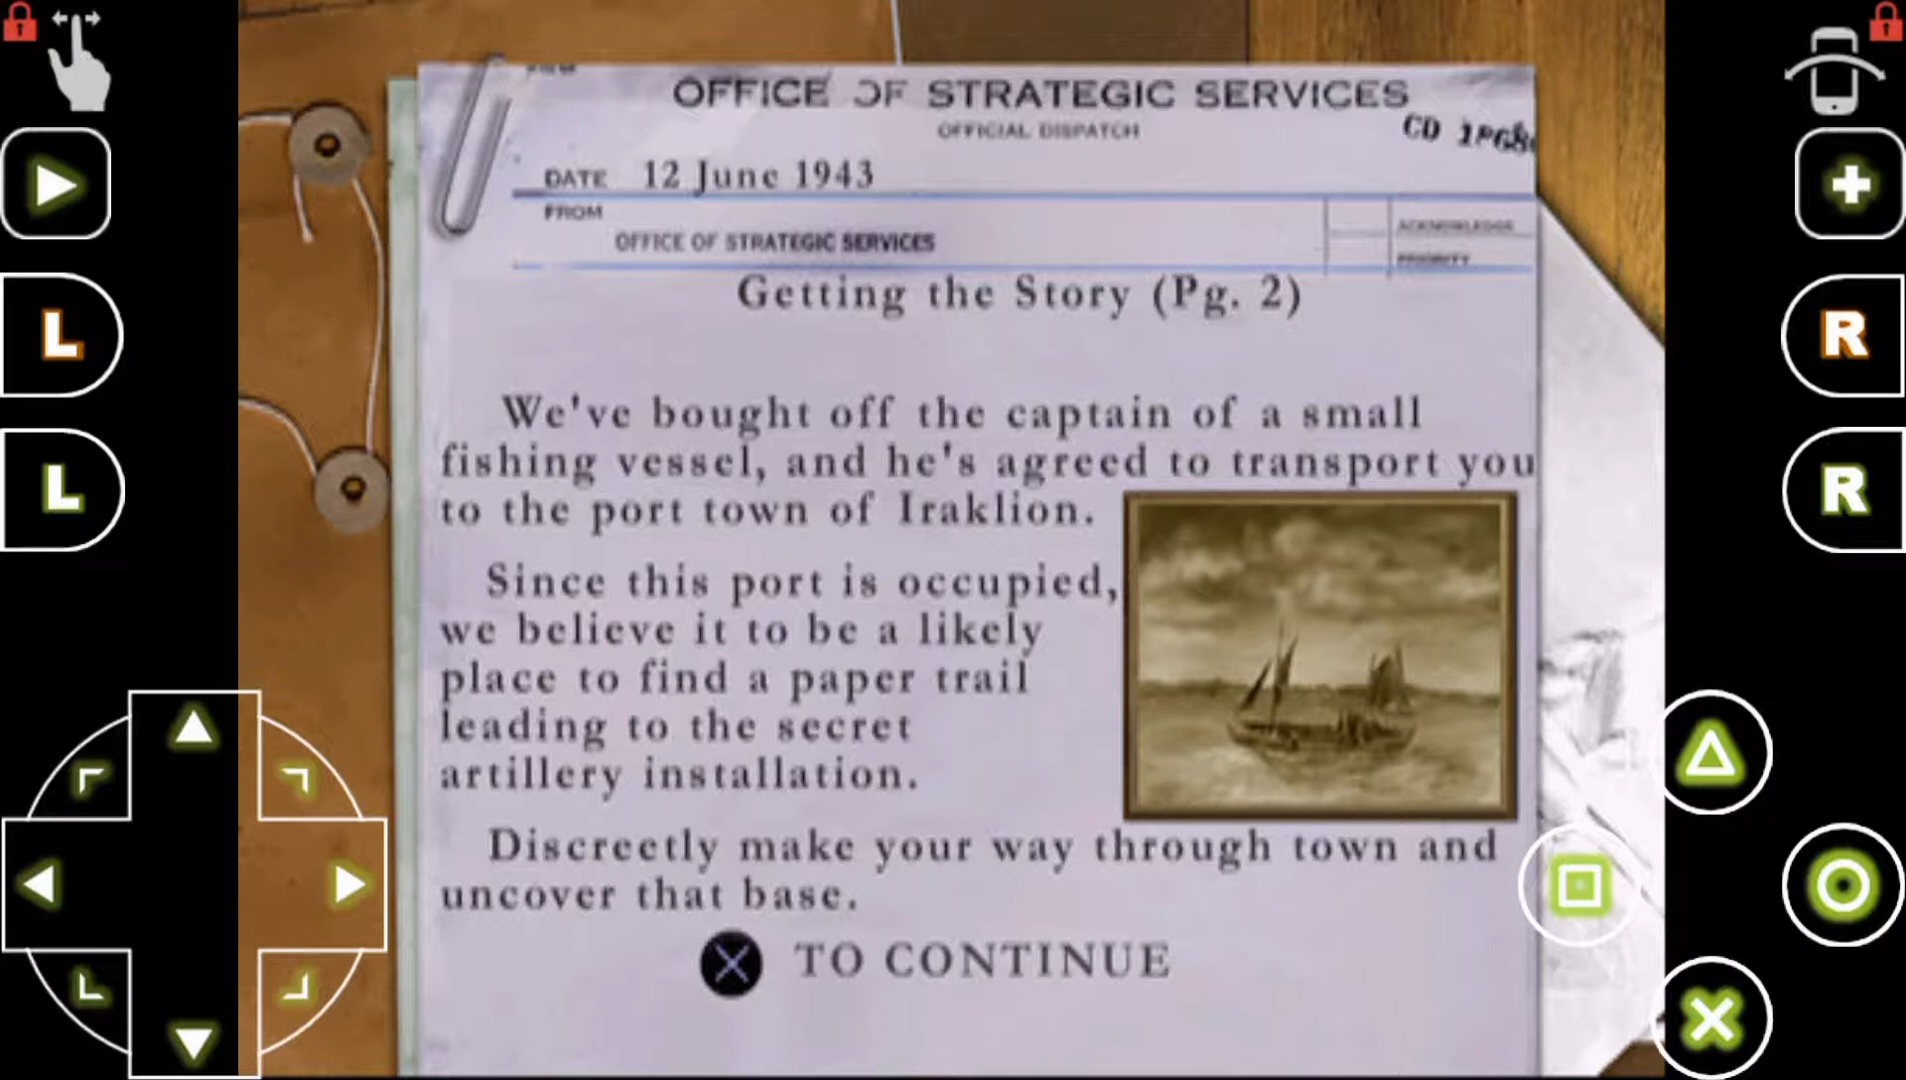 OFFICE OF STRATEGIC SERVICES
OFFICIAL DISPATCH
CD
DATE 12 June 1943
FROM
ACKNOWLEDGE
OFFICE OF STRATEGIC SERVICES
PRIORITY
Getting the Story (Pg. 2)
We've bought off the captain of a small
fishing vessel, and he's agreed to transport you
to the port town of Iraklion.
Since this port is occupied,
we believe it to be a likely
place to find a paper trail
leading to the secret
artillery installation.
Discreetly make your way through town and
uncover that base.
TO CONTINUE
L
L
R
R